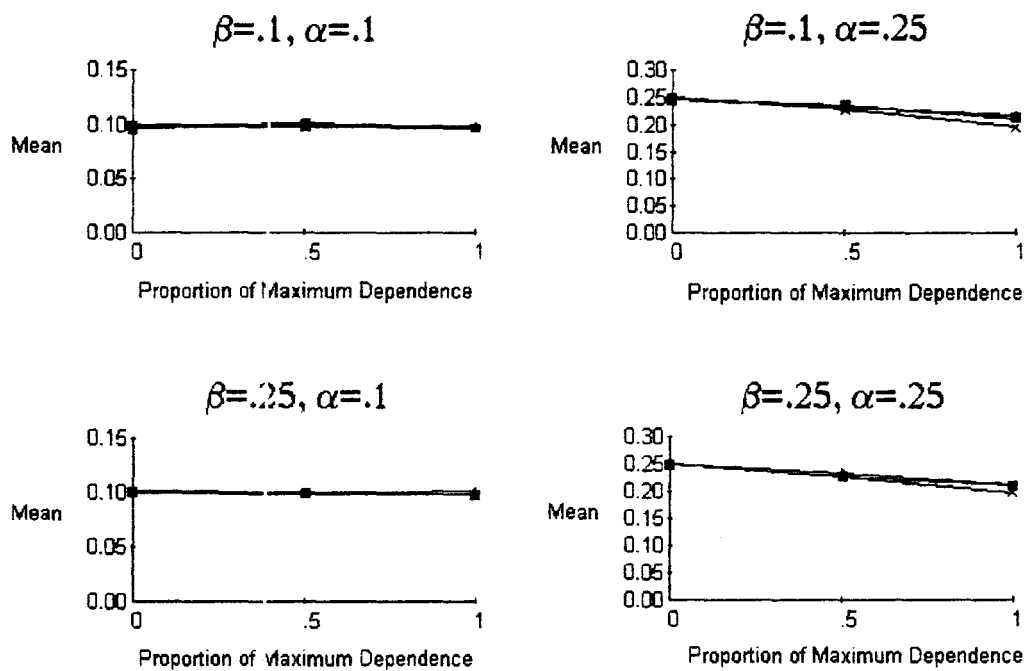 β=.1, α=.1
0.15
0.10
Mean
0.05
0.00
0
.5
1
Proportion of Maximum Dependence
β=.1, α=.25
0.30
0.25
0.20
Mean
0.15
0.10
0.05
0.00
0
.5
1
Proportion of Maximum Dependence
β=.25, α=.1
0.15
0.10
Mean
0.05
0.00
0
.5
1
Proportion of Maximum Dependence
β=.25, α=.25
0.30
0.25
0.20
Mean
0.15
0.10
0.05
0.00
0
.5
1
Proportion of Maximum Dependence